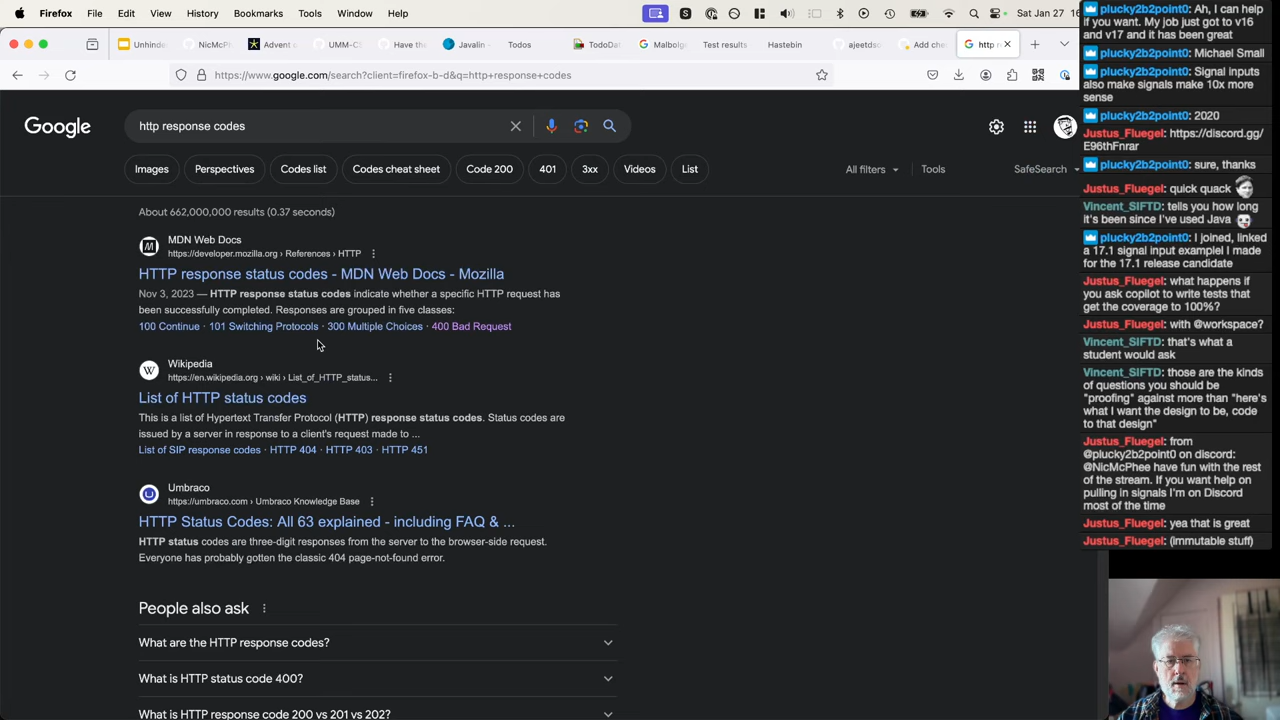 Firefox File Edit View History Bookmarks Tools Window Help
Sat Jan 27 16
Unhind
NicMcPh
Advent o
UMM-CS
Have the
Javalin -
Todos
TodoDat
Malbolge
Test results
Hastebin
ajeetdso
Add chec
http r
https://www.google.com/search?client=firefox-b-d&q=http+response+codes
Google
http response codes
Images
Perspectives
Codes list
Codes cheat sheet
Code 200
401
3xx
Videos
List
All filters
Tools
SafeSearch
About 662,000,000 results (0.37 seconds)
MDN Web Docs
https://developer.mozilla.org › References › HTTP
HTTP response status codes - MDN Web Docs - Mozilla
Nov 3, 2023 — HTTP response status codes indicate whether a specific HTTP request has
been successfully completed. Responses are grouped in five classes:
100 Continue · 101 Switching Protocols · 300 Multiple Choices · 400 Bad Request
Wikipedia
https://en.wikipedia.org › wiki › List_of_HTTP_status...
List of HTTP status codes
This is a list of Hypertext Transfer Protocol (HTTP) response status codes. Status codes are
issued by a server in response to a client's request made to ...
List of SIP response codes · HTTP 404 · HTTP 403 · HTTP 451
Umbraco
https://umbraco.com › Umbraco Knowledge Base
HTTP Status Codes: All 63 explained - including FAQ & ...
HTTP status codes are three-digit responses from the server to the browser-side request.
Everyone has probably gotten the classic 404 page-not-found error.
People also ask
What are the HTTP response codes?
What is HTTP status code 400?
What is HTTP response code 200 vs 201 vs 202?
plucky2b2point0: Ah, I can help
if you want. My job just got to v16
and v17 and it has been great
plucky2b2point0: Michael Small
plucky2b2point0: Signal inputs
also make signals make 10x more
sense
plucky2b2point0: 2020
Justus_Fluegel: https://discord.gg/
E96thFnrar
plucky2b2point0: sure, thanks
Justus_Fluegel: quick quack
Vincent_SIFTD: tells you how long
it's been since I've used Java
plucky2b2point0: I joined, linked
a 17.1 signal input examplel I made
for the 17.1 release candidate
Justus_Fluegel: what happens if
you ask copilot to write tests that
get the coverage to 100%?
Justus_Fluegel: with @workspace?
Vincent_SIFTD: that's what a
student would ask
Vincent_SIFTD: those are the kinds
of questions you should be
"proofing" against more than "here's
what I want the design to be, code
to that design"
Justus_Fluegel: from
@plucky2b2point0 on discord:
@NicMcPhee have fun with the rest
of the stream. If you want help on
pulling in signals I'm on Discord
most of the time
Justus_Fluegel: yea that is great
Justus_Fluegel: (immutable stuff)